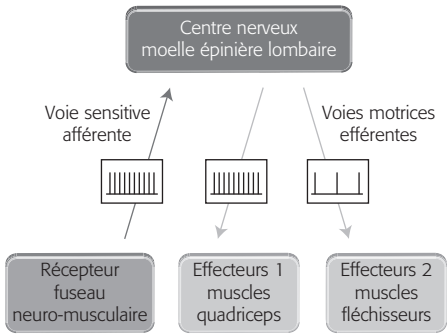 Centre nerveux
moelle épinière lombaire
Voie sensitive
afférente
Voies motrices
efférentes
Récepteur
fuseau
neuro-musculaire
Effecteurs 1
muscles
quadriceps
Effecteurs 2
muscles
fléchisseurs